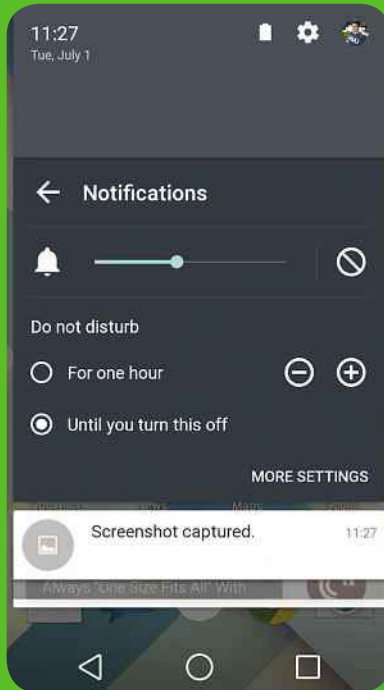 11:27
Tue, July 1
Notifications
Do not disturb
For one hour
Until you turn this off
MORE SETTINGS
Maps
Screenshot captured.
11:27
Always "One Size Fits All" With